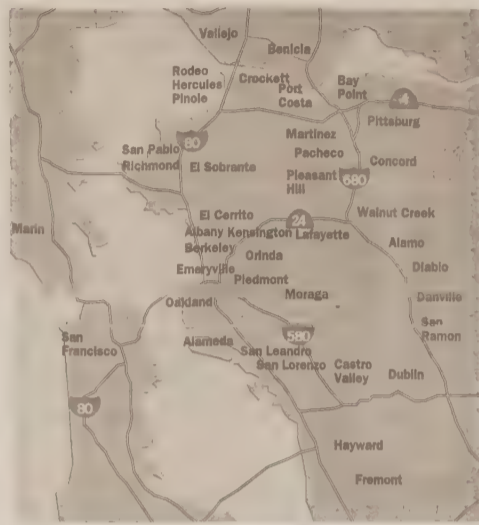 Vallejo
Benicia
Rodeo
Hercules
Pinole
Crockett
Port
Costa
Bay
Point
4
Pittsburg
San Pablo
Richmond
80
El Sobrante
Martinez
Pacheco
Pleasant
Hill
680
Concord
Marin
El Cerrito
Albany Kensington
Berkeley
Emeryville
24
Lafayette
Walnut Creek
Orinda
Piedmont
Alamo
Diablo
Oakland
Moraga
Danville
San
Ramon
San
Francisco
Alameda
580
San Leandro
San Lorenzo
Castro
Valley
Dublin
80
Hayward
Fremont